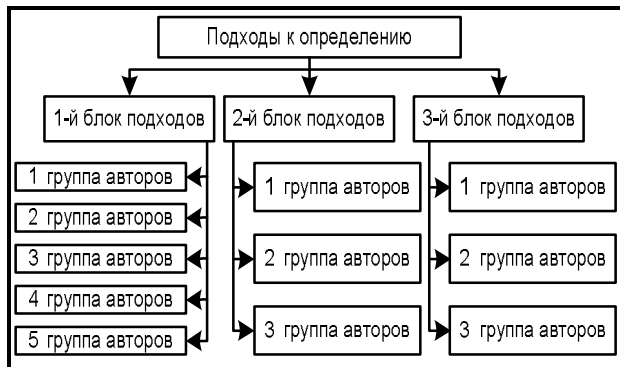 Подходы к определению
1-й блок подходов
2-й блок подходов
3-й блок подходов
1 группа авторов
2 группа авторов
3 группа авторов
4 группа авторов
5 группа авторов
1 группа авторов
2 группа авторов
3 группа авторов
1 группа авторов
2 группа авторов
3 группа авторов